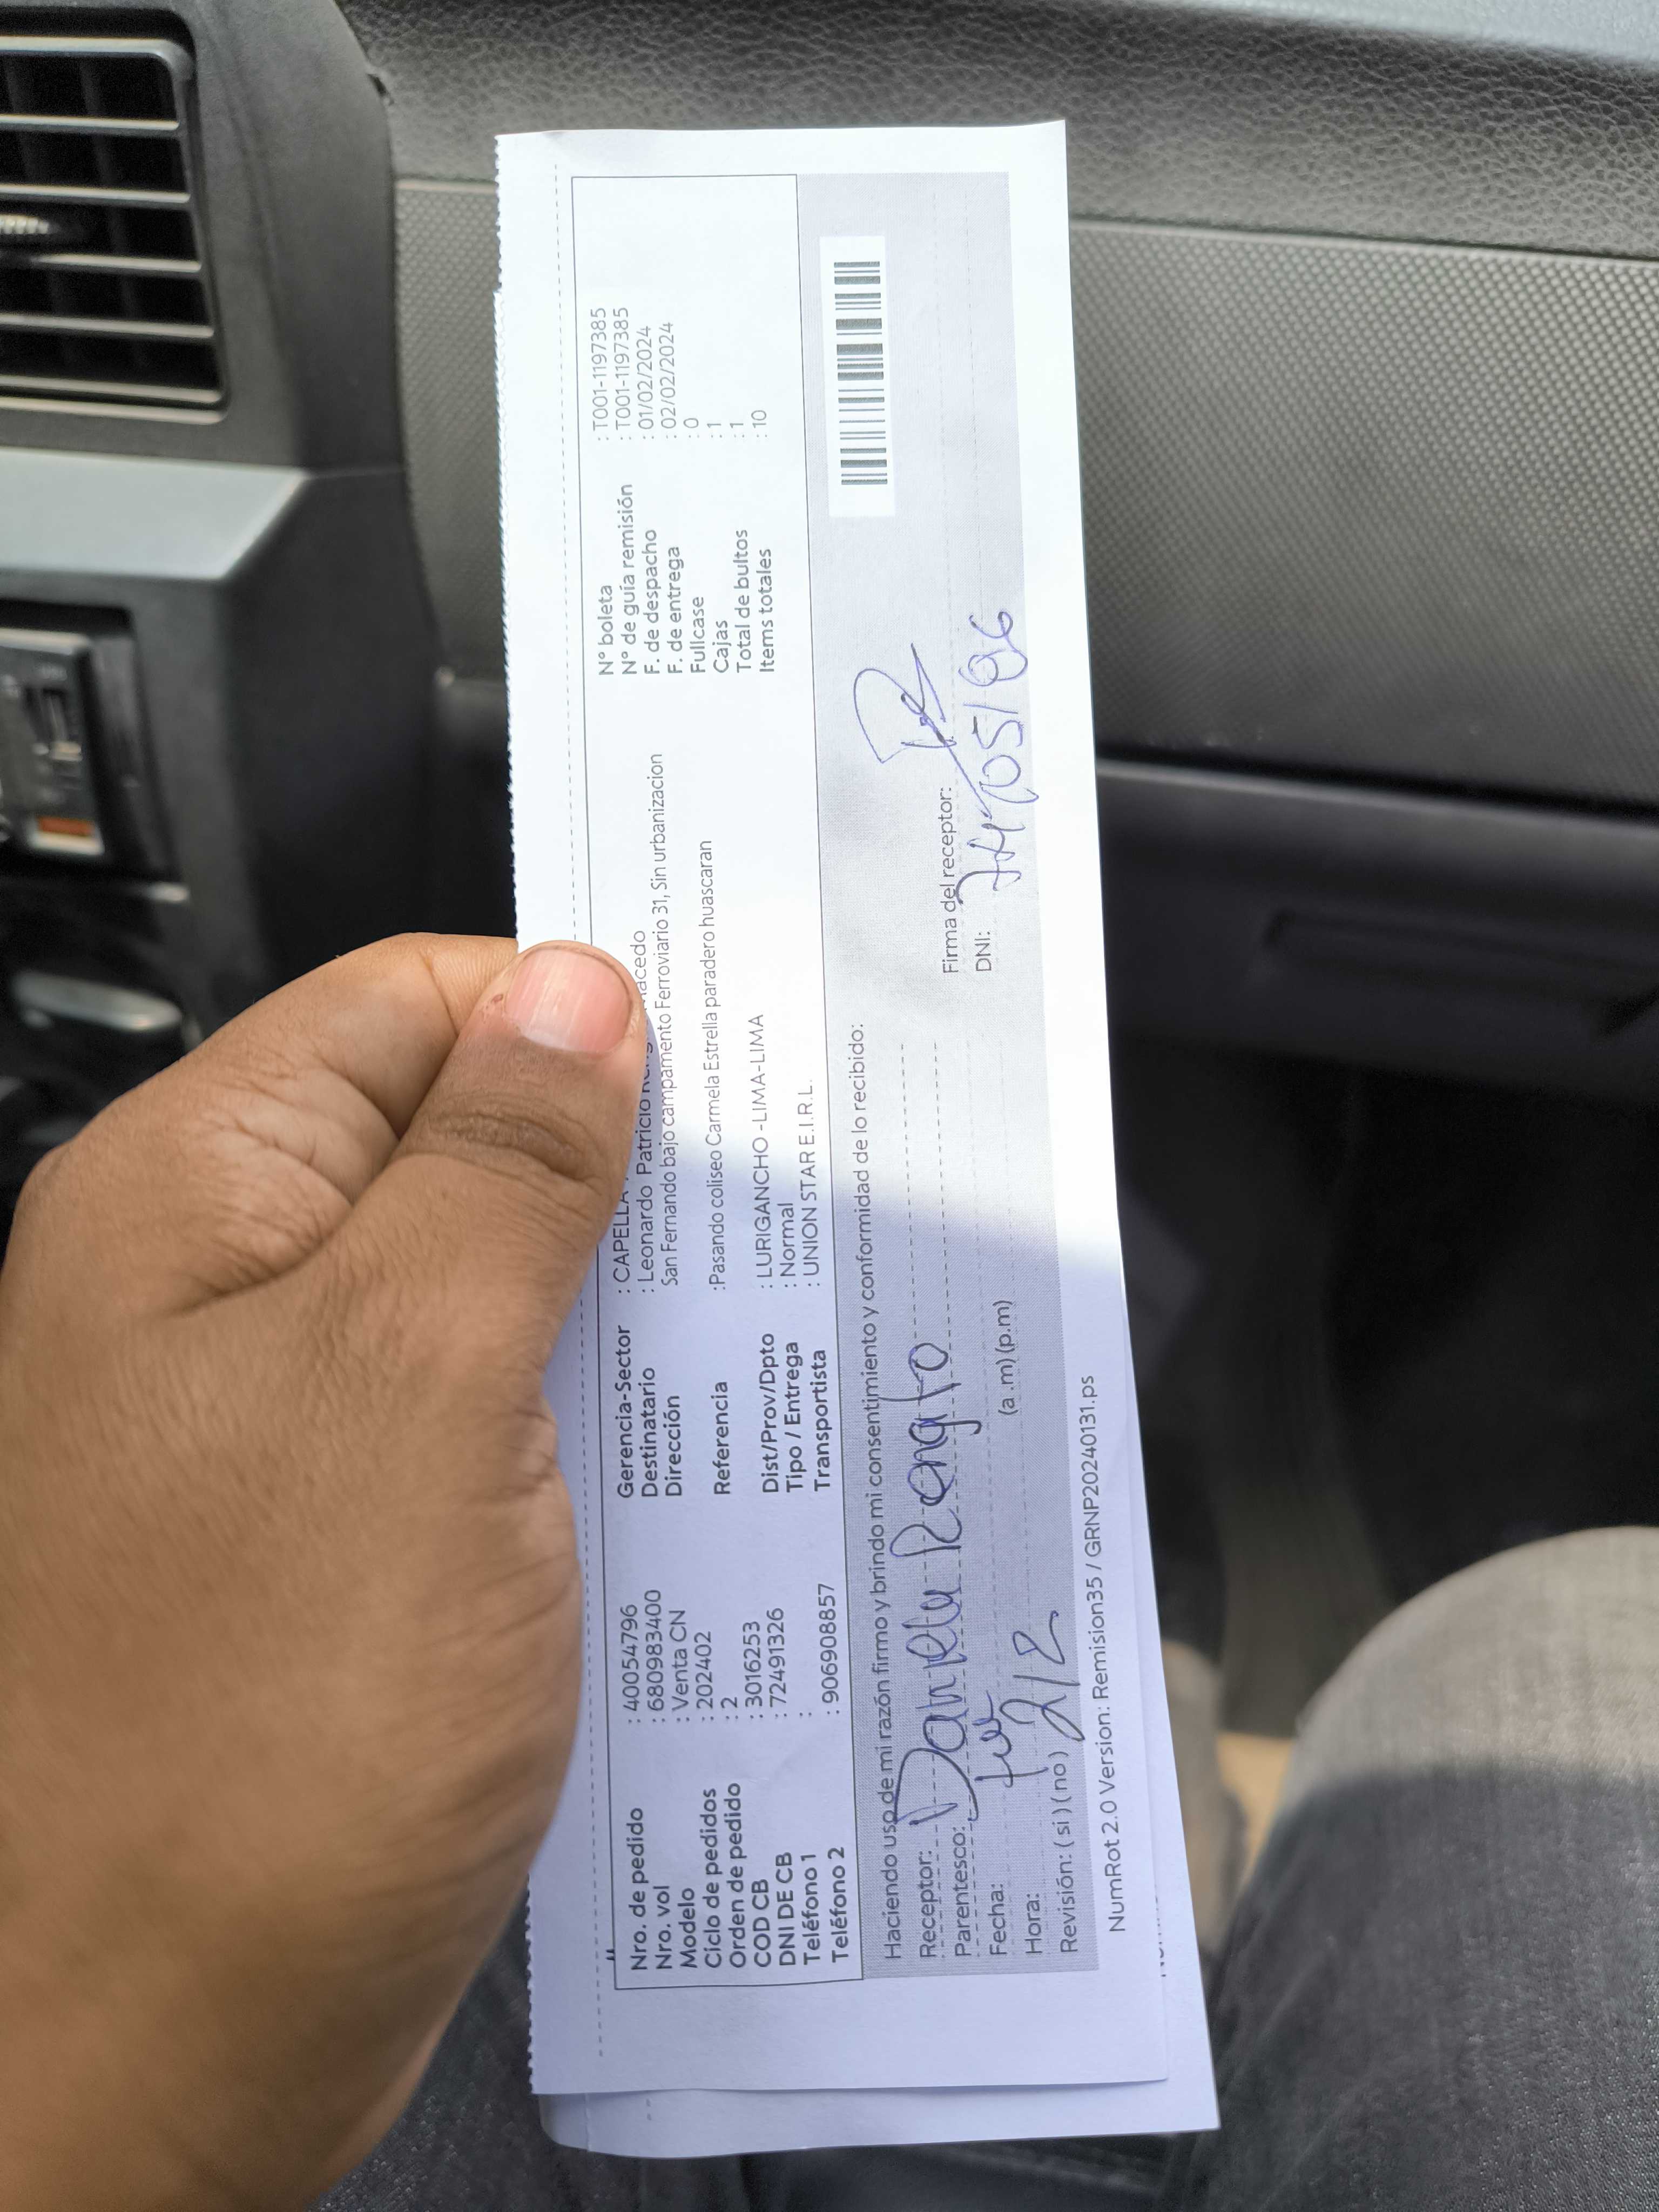 Nro. de pedido : 40054796
Nro. vol : 680983400
Modelo : Venta CN
Ciclo de pedidos : 202402
Orden de pedido : 2
COD CB : 3016253
DNI DE CB : 72491326
Teléfono 1 :
Teléfono 2 : 906908857
Gerencia-Sector : CAPELLA
Destinatario : Leonardo Patricio
Dirección San Fernando bajo campamento Ferroviario 31, Sin urbanizacion
Referencia :Pasando coliseo Carmela Estrella paradero huascaran
Dist/Prov/Dpto : LURIGANCHO -LIMA-LIMA
Tipo / Entrega : Normal
Transportista : UNION STAR E.I.R.L.
N° boleta : T001-1197385
N° de guía remisión : T001-1197385
F. de despacho : 01/02/2024
F. de entrega : 02/02/2024
Fullcase : 0
Cajas : 1
Total de bultos : 1
Items totales : 10
Haciendo uso de mi razón firmo y brindo mi consentimiento y conformidad de lo recibido:
Receptor: Daniela Rengifo
Parentesco:
Fecha:
Hora: 2/2 (a.m) (p.m)
Revisión: ( si ) ( no )
Firma del receptor:
DNI:
NumRot 2.0 Version: Remision35 / GRNP20240131.ps